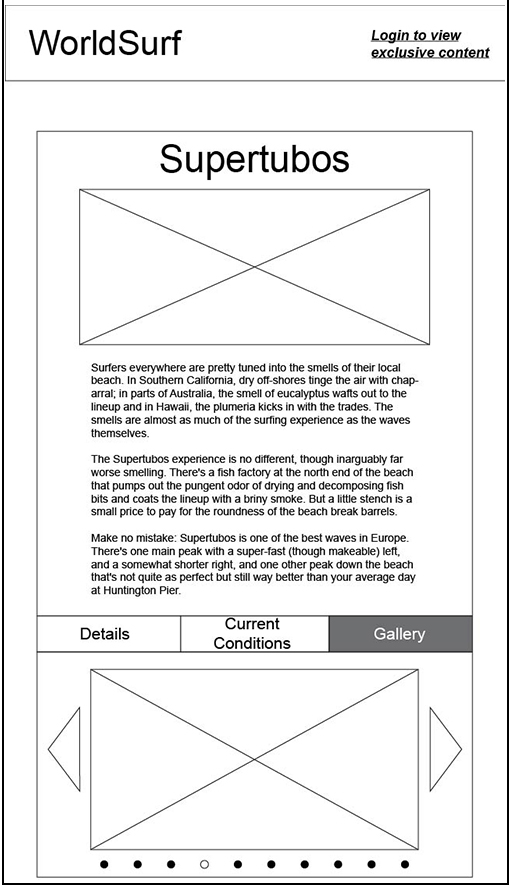 WorldSurf
Login to view
exclusive content
Supertubos
Surfers everywhere are pretty tuned into the smells of their local
beach. In Southern California, dry off-shores tinge the air with chap-
arral; in parts of Australia, the smell of eucalyptus wafts out to the
lineup and in Hawaii, the plumeria kicks in with the trades. The
smells are almost as much of the surfing experience as the waves
themselves.
The Supertubos experience is no different, though inarguably far
worse smelling. There's a fish factory at the north end of the beach
that pumps out the pungent odor of drying and decomposing fish
bits and coats the lineup with a briny smoke. But a little stench is a
small price to pay for the roundness of the beach break barrels.
Make no mistake: Supertubos is one of the best waves in Europe.
There's one main peak with a super-fast (though makeable) left,
and a somewhat shorter right, and one other peak down the beach
that's not quite as perfect but still way better than your average day
at Huntington Pier.
Details
Current
Conditions
Gallery